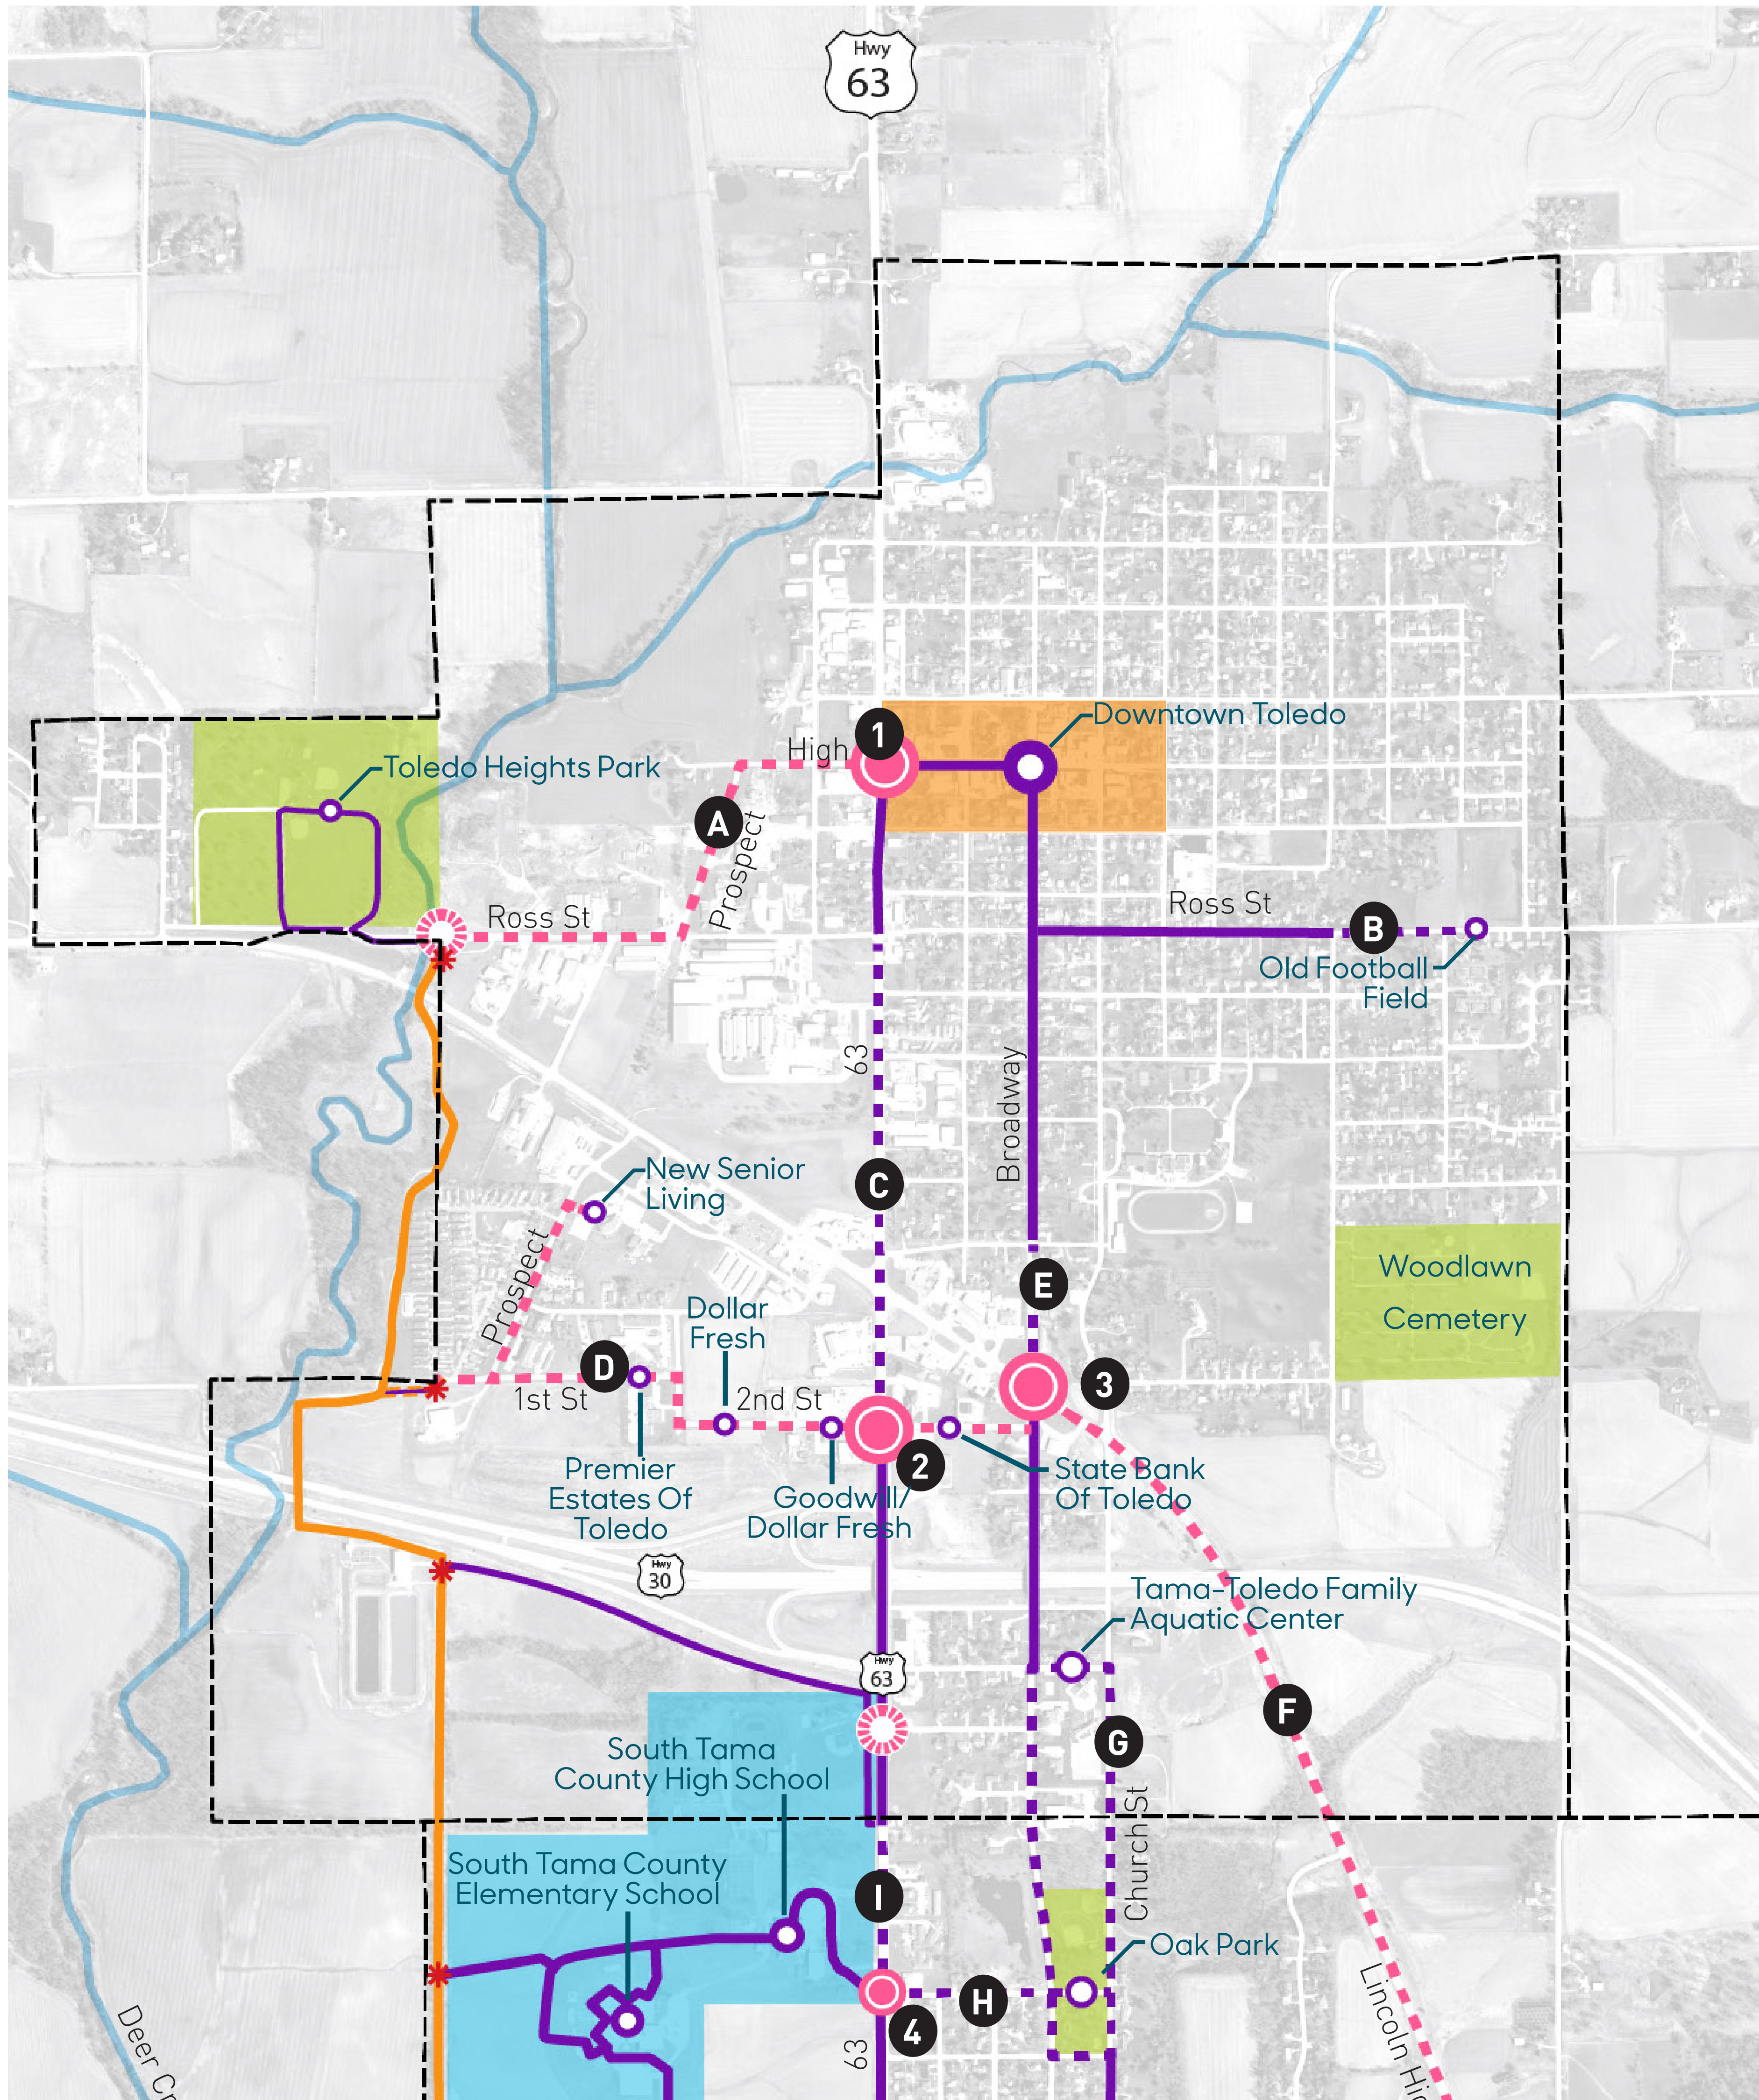 Hwy
63
Downtown Toledo
1
High
Toledo Heights Park
A
Prospect
Ross St
Ross St
B
Old Football
Field
63
Broadway
New Senior
Living
C
Prospect
Woodlawn
Cemetery
E
Dollar
Fresh
D
3
1st St
2nd St
2
Premier
Estates Of
Toledo
Goodwill/
Dollar Fresh
State Bank
Of Toledo
Hwy
30
Tama-Toledo Family
Aquatic Center
Hwy
63
F
G
South Tama
County High School
Church St
South Tama County
Elementary School
I
Oak Park
H
4
63
Deer Cr
Lincoln Hig